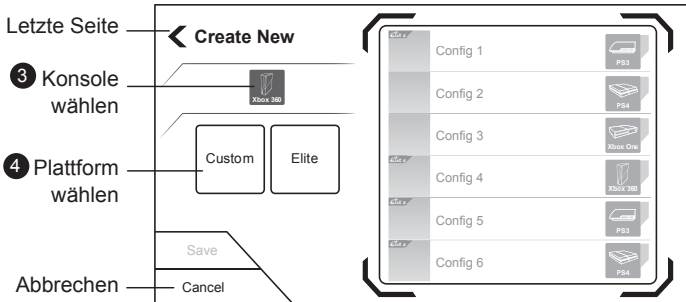 Letzte Seite
Create New
3 Konsole
wählen
Xbox 360
4 Plattform
wählen
Custom
Elite
Save
Abbrechen
Cancel
Config 1
PS3
Config 2
PS4
Config 3
Xbox One
Config 4
Xbox 360
Config 5
PS3
Config 6
PS4